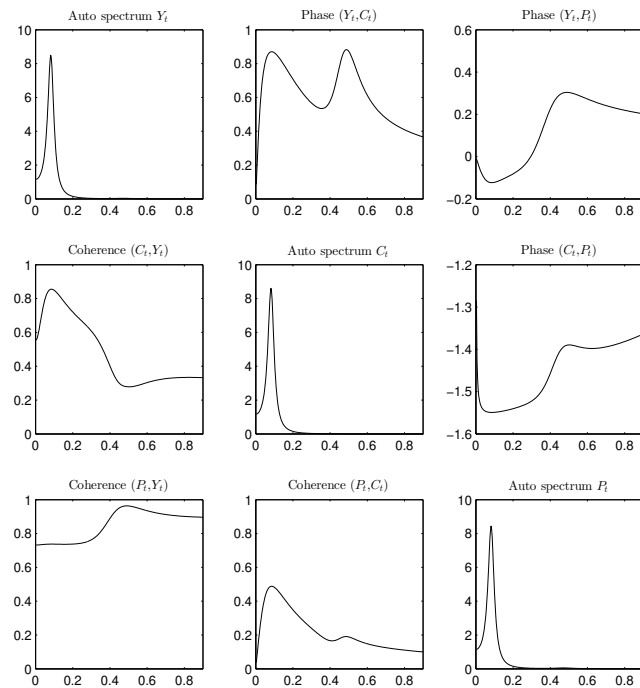 Auto spectrum Y_t
10
8
6
4
2
0
0 0.2 0.4 0.6 0.8
Phase (Y_t,C_t)
1
0.8
0.6
0.4
0.2
0
0 0.2 0.4 0.6 0.8
Phase (Y_t,P_t)
0.6
0.4
0.2
0
−0.2
0 0.2 0.4 0.6 0.8
Coherence (C_t,Y_t)
1
0.8
0.6
0.4
0.2
0
0 0.2 0.4 0.6 0.8
Auto spectrum C_t
10
8
6
4
2
0
0 0.2 0.4 0.6 0.8
Phase (C_t,P_t)
−1.2
−1.3
−1.4
−1.5
−1.6
0 0.2 0.4 0.6 0.8
Coherence (P_t,Y_t)
1
0.8
0.6
0.4
0.2
0
0 0.2 0.4 0.6 0.8
Coherence (P_t,C_t)
1
0.8
0.6
0.4
0.2
0
0 0.2 0.4 0.6 0.8
Auto spectrum P_t
10
8
6
4
2
0
0 0.2 0.4 0.6 0.8